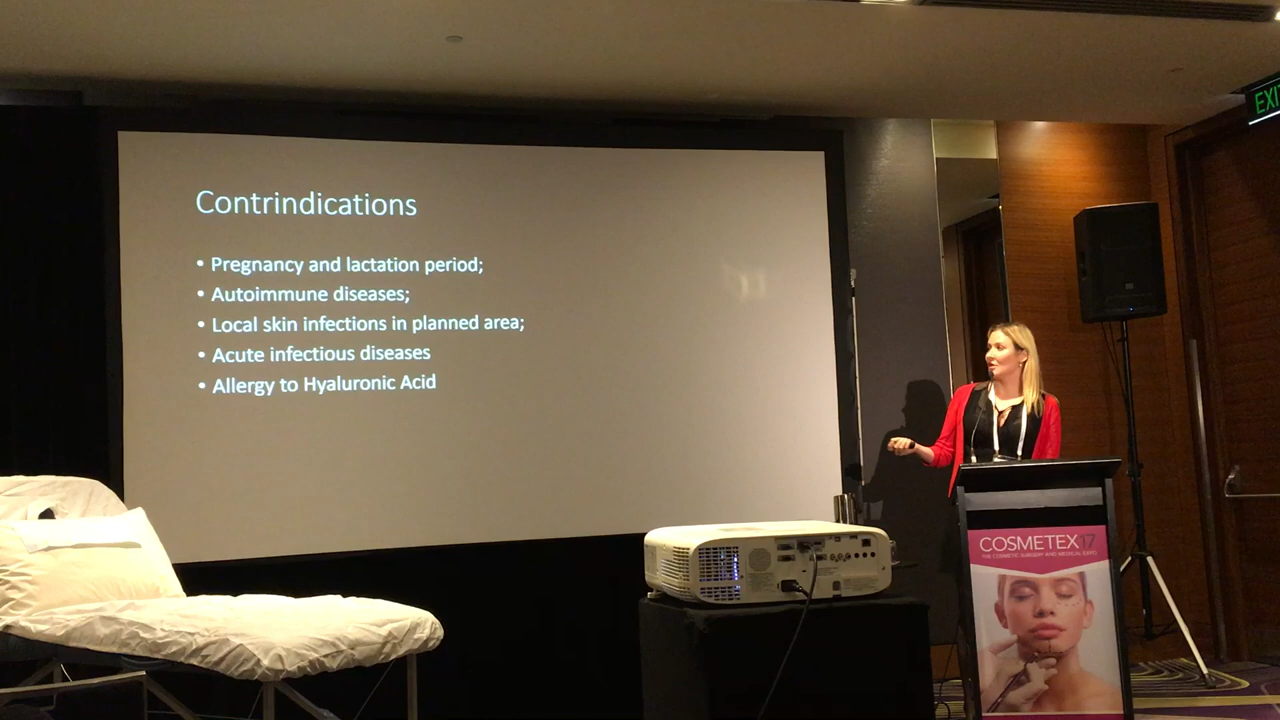 Contrindications
• Pregnancy and lactation period;
• Autoimmune diseases;
• Local skin infections in planned area;
• Acute infectious diseases
• Allergy to Hyaluronic Acid
COSMETEX17
THE COSMETIC SURGERY AND MEDICAL EXPO